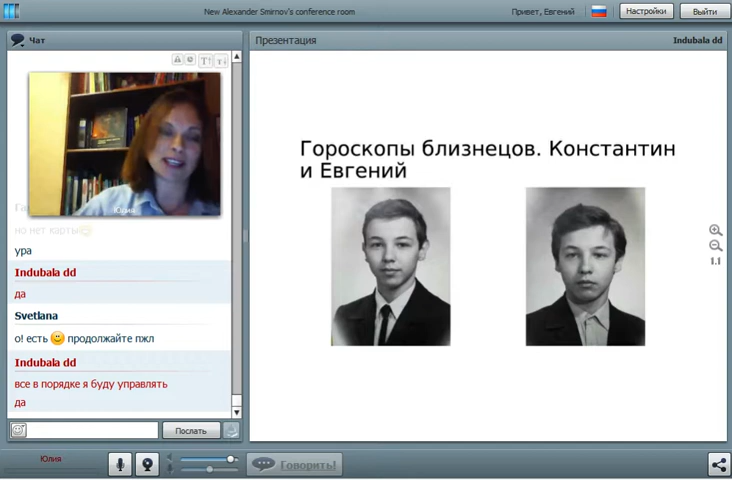 New Alexander Smirnov's conference room
Привет, Евгений
Настройки
Выйти
Чат
T↑
T↓
Юлия
но нет карты
ура
Indubala dd
да
Svetlana
о! есть 😊 продолжайте пжл
Indubala dd
все в порядке я буду управлять
да
Послать
Презентация
Indubala dd
Гороскопы близнецов. Константин
и Евгений
1.1
Юлия
Говорить!